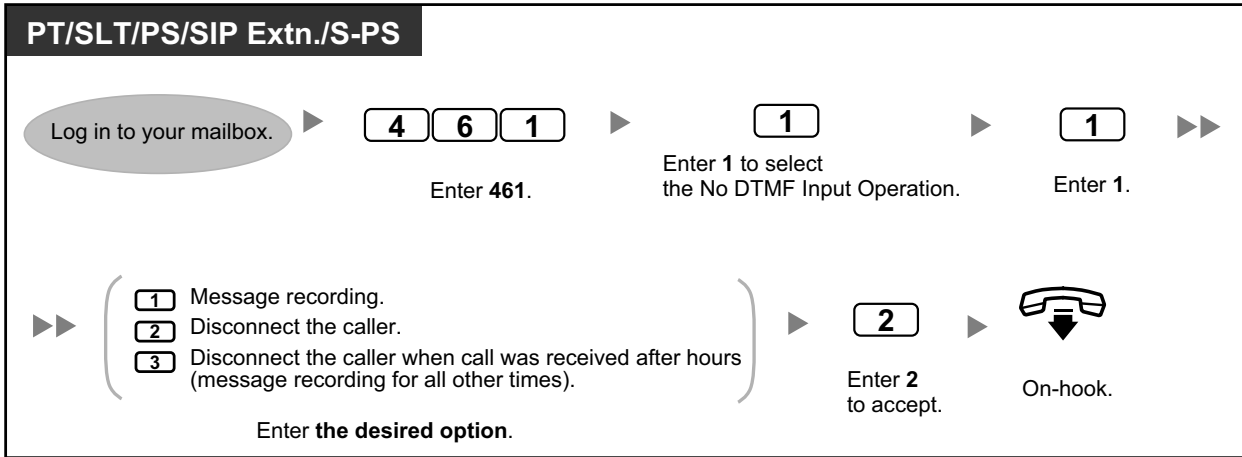 PT/SLT/PS/SIP Extn./S-PS
Log in to your mailbox.
4 6 1
Enter 461.
1
Enter 1 to select
the No DTMF Input Operation.
1
Enter 1.
1 Message recording.
2 Disconnect the caller.
3 Disconnect the caller when call was received after hours
(message recording for all other times).
Enter the desired option.
2
Enter 2
to accept.
On-hook.